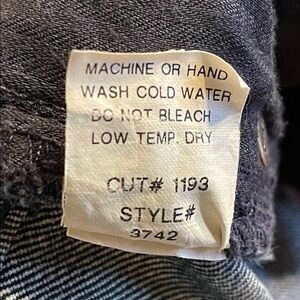 MACHINE OR HAND
WASH COLD WATER
DO NOT BLEACH
LOW TEMP. DRY
CUT# 1193
STYLE#
3742